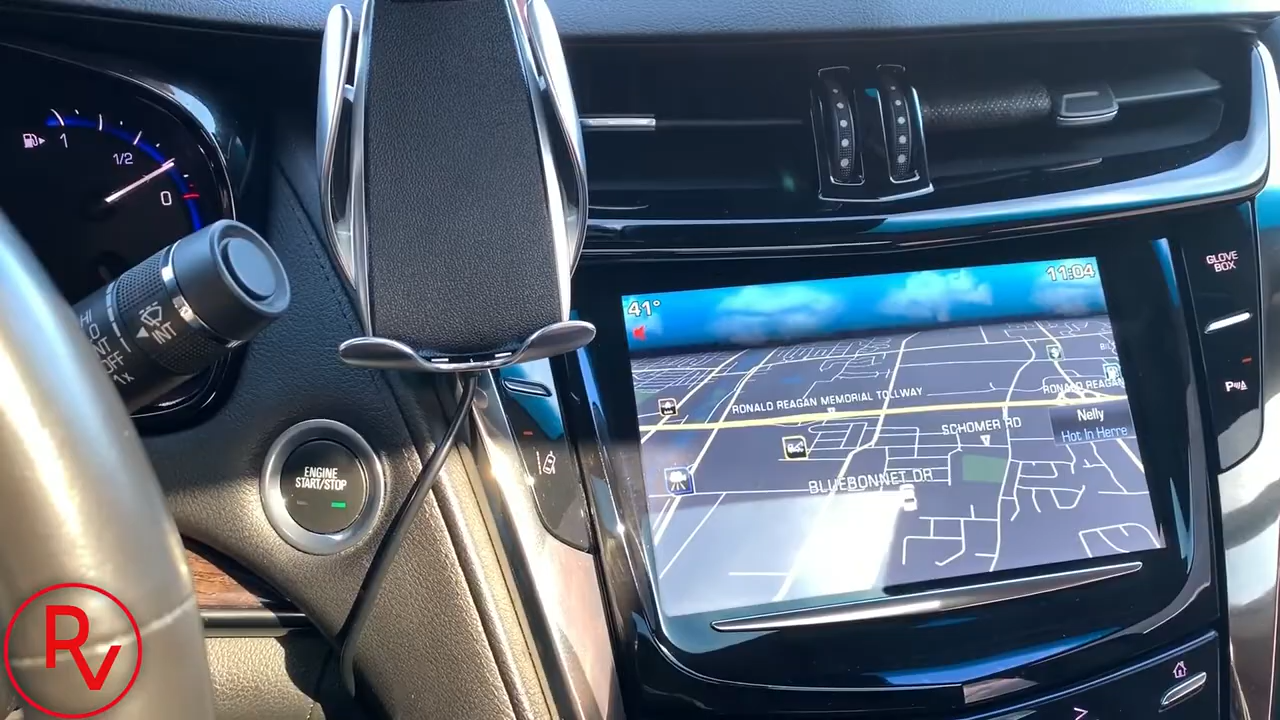 1
1/2
0
HI
INT
OFF
1x
INT
ENGINE
START/STOP
41°
11:04
RONALD REAGAN MEMORIAL TOLLWAY
RONALD REAGAN
SCHOMER RD
Nelly
Hot In Herre
BLUEBONNET DR
GLOVE
BOX
RV